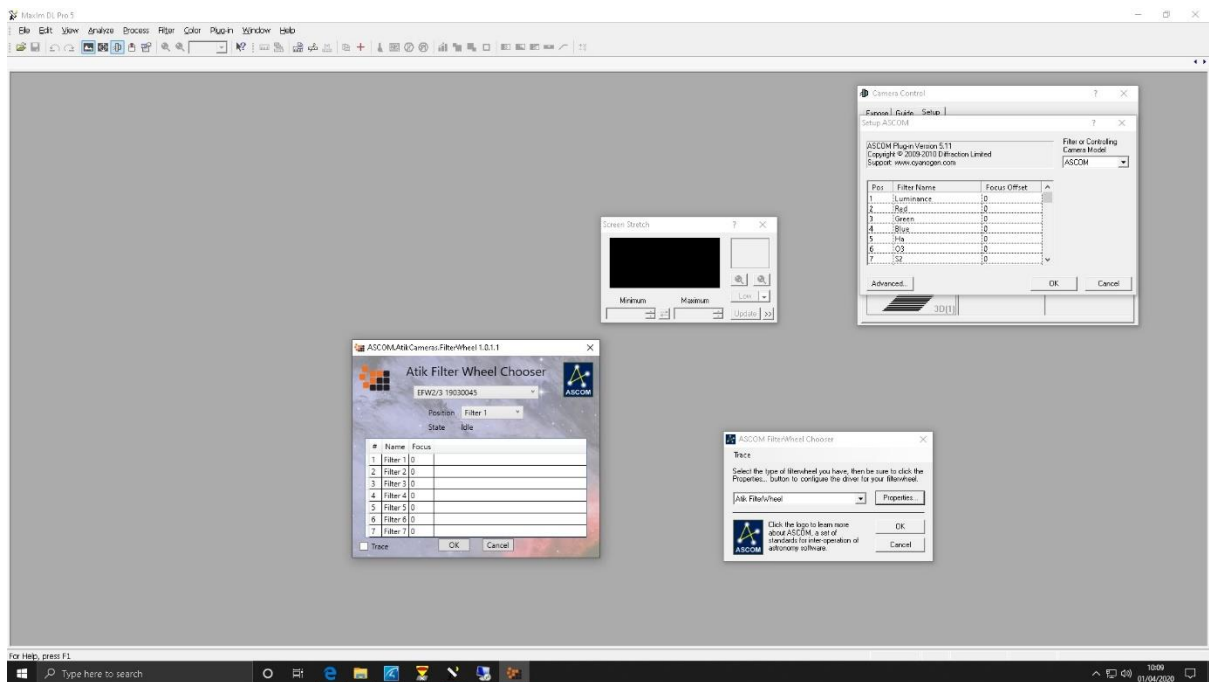 Maxim DL Pro 5
File Edit View Analyze Process Filter Color Plug-in Window Help
Camera Control ? ×
Expose Guide Setup
Setup ASCOM ? ×
ASCOM Plug-in Version 5.11
Copyright © 2009-2010 Diffraction Limited
Support: www.cyanogen.com
Filter or Controlling
Camera Model
ASCOM
Pos Filter Name Focus Offset
1 Luminance 0
2 Red 0
3 Green 0
4 Blue 0
5 Ha 0
6 O3 0
7 S2 0
Advanced... OK Cancel
3D[1]
Screen Stretch ? ×
Low
Minimum Maximum
Update >>
ASCOM.AtikCameras.FilterWheel 1.0.1.1 ×
Atik Filter Wheel Chooser
ASCOM
EFW2/3 19030045
Position Filter 1
State Idle
# Name Focus
1 Filter 1 0
2 Filter 2 0
3 Filter 3 0
4 Filter 4 0
5 Filter 5 0
6 Filter 6 0
7 Filter 7 0
Trace OK Cancel
ASCOM FilterWheel Chooser ×
Trace
Select the type of filterwheel you have, then be sure to click the
Properties... button to configure the driver for your filterwheel.
Atik FilterWheel Properties...
Click the logo to learn more
about ASCOM, a set of
standards for inter-operation of
astronomy software.
ASCOM
OK
Cancel
For Help, press F1
Type here to search
10:09
01/04/2020